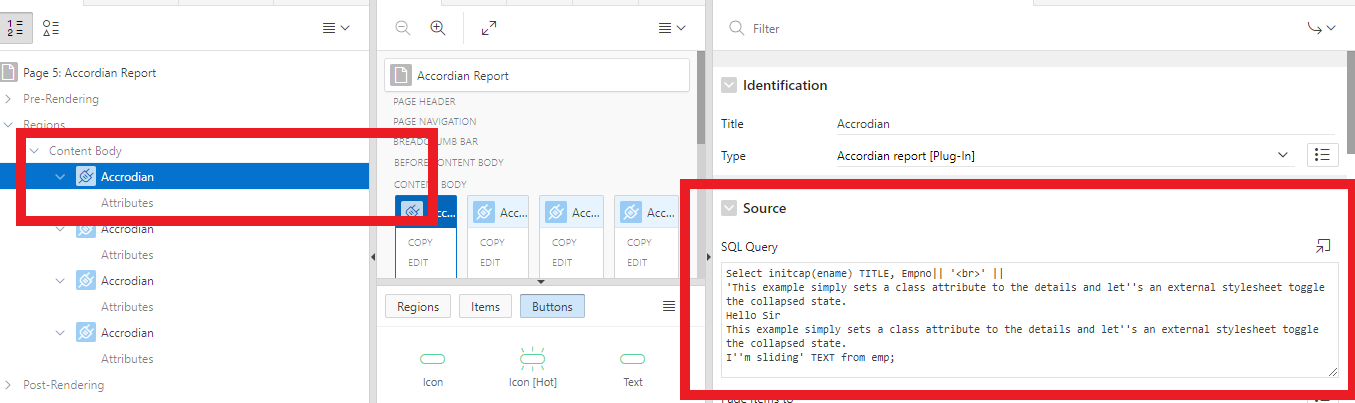 Page 5: Accordian Report
Pre-Rendering
Regions
Content Body
Accrodian
Attributes
Accrodian
Attributes
Accrodian
Attributes
Accrodian
Attributes
Post-Rendering
Accordian Report
PAGE HEADER
PAGE NAVIGATION
BREADCRUMB BAR
BEFORE CONTENT BODY
CONTENT BODY
Acc... Acc... Acc... Acc...
COPY COPY COPY COPY
EDIT EDIT EDIT EDIT
Regions Items Buttons
Icon Icon [Hot] Text
Filter
Identification
Title Accrodian
Type Accordian report [Plug-In]
Source
SQL Query
Select initcap(ename) TITLE, Empno|| '<br>' ||
'This example simply sets a class attribute to the details and let''s an external stylesheet toggle
the collapsed state.
Hello Sir
This example simply sets a class attribute to the details and let''s an external stylesheet toggle
the collapsed state.
I''m sliding' TEXT from emp;
Page Items to